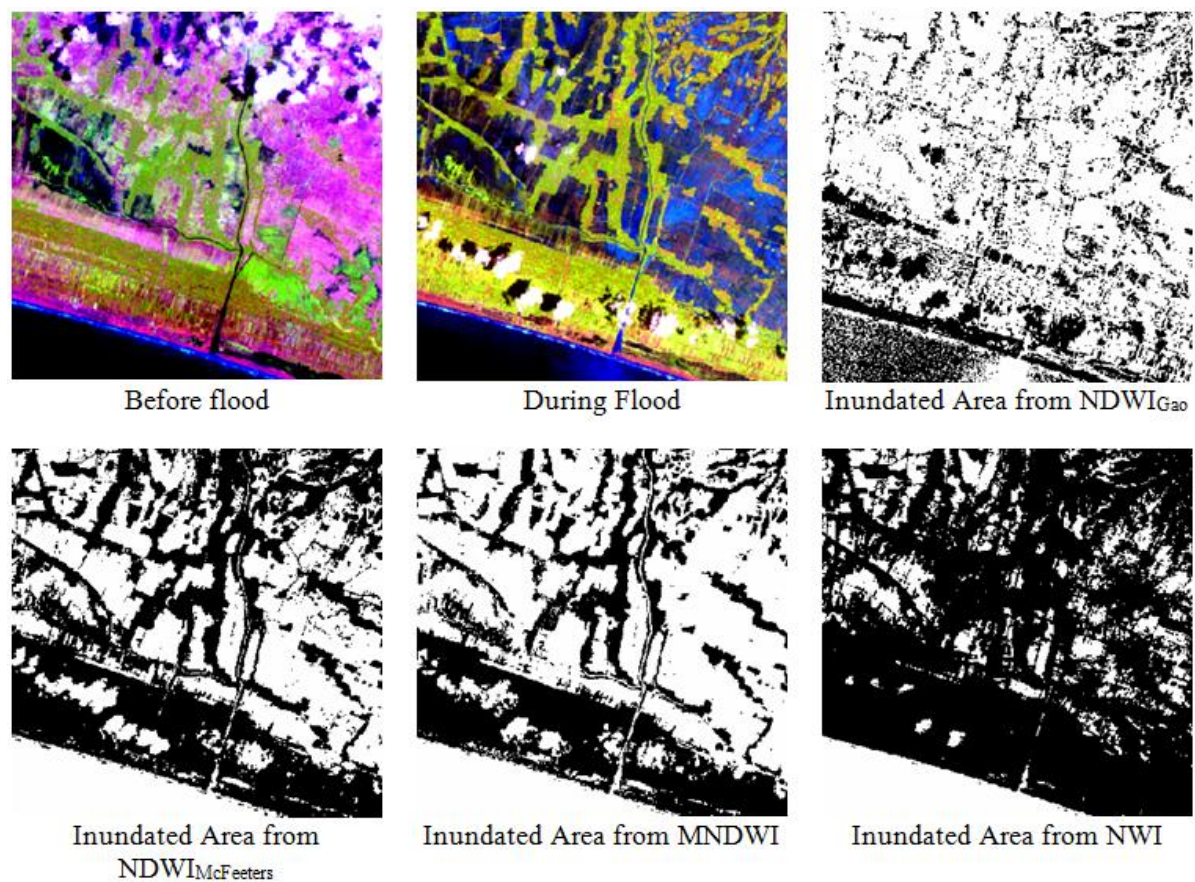 Before flood
During Flood
Inundated Area from NDWIGao
Inundated Area from
NDWIMcFeeters
Inundated Area from MNDWI
Inundated Area from NWI